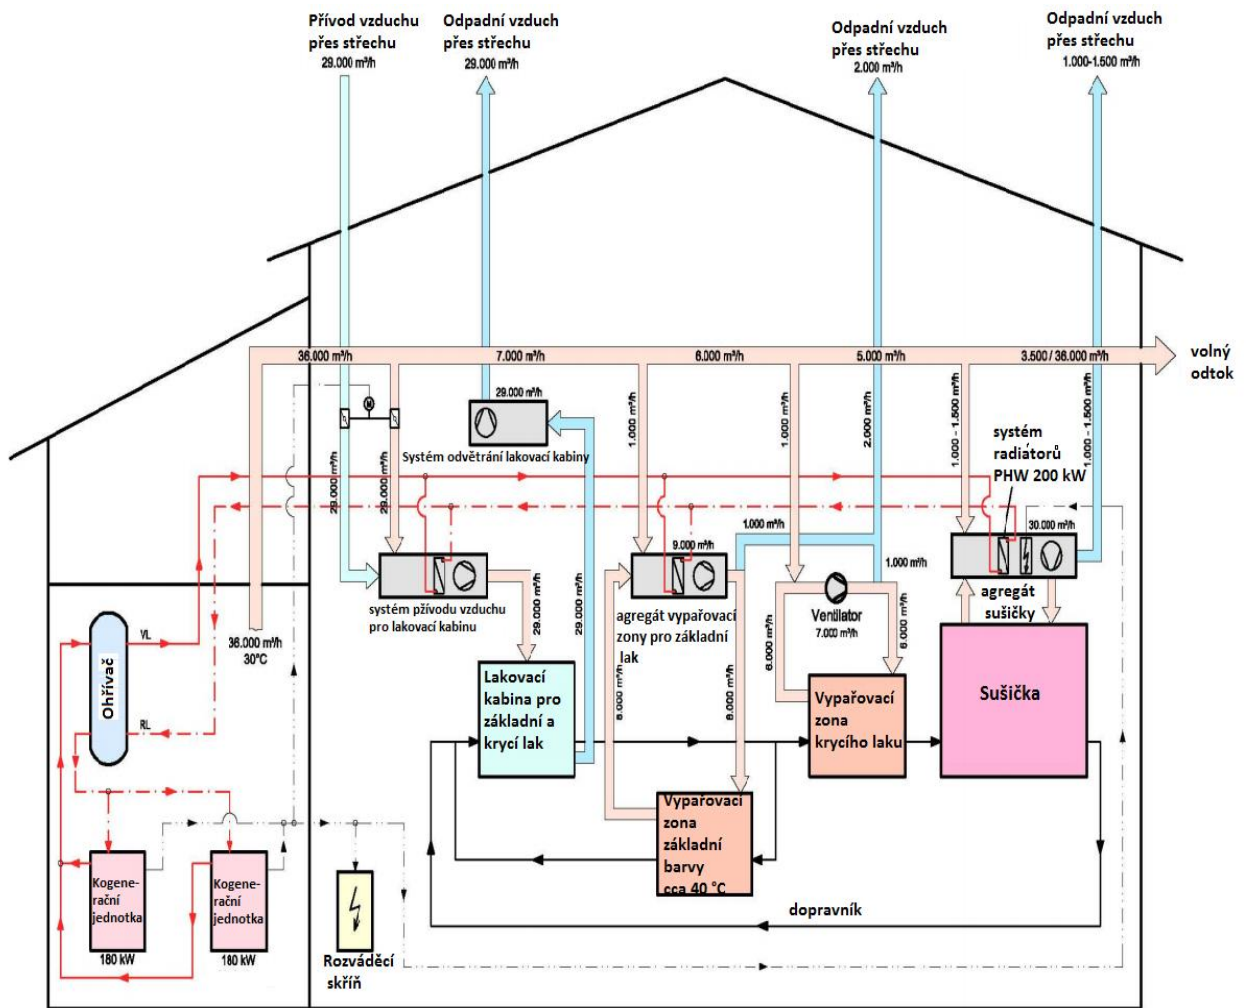 Přívod vzduchu
přes střechu
29.000 m³/h
Odpadní vzduch
přes střechu
29.000 m³/h
Odpadní vzduch
přes střechu
2.000 m³/h
Odpadní vzduch
přes střechu
1.000-1.500 m³/h
36.000 m³/h
7.000 m³/h
6.000 m³/h
5.000 m³/h
3.500 / 36.000 m³/h
volný
odtok
M
29.000 m³/h
29.000 m³/h
29.000 m³/h
Systém odvětrání lakovací kabiny
1.000 m³/h
1.000 m³/h
2.000 m³/h
1.000 - 1.500 m³/h
1.000 - 1.500 m³/h
systém
radiátorů
PHW 200 kW
30.000 m³/h
9.000 m³/h
1.000 m³/h
1.000 m³/h
systém přívodu vzduchu
pro lakovací kabinu
29.000 m³/h
29.000 m³/h
agregát vypařovací
zony pro základní
lak
Ventilator
7.000 m³/h
agregát
sušičky
6.000 m³/h
6.000 m³/h
8.000 m³/h
8.000 m³/h
Ohřívač
VL
RL
36.000 m³/h
30°C
Lakovací
kabina pro
základní a
krycí lak
Vypařovací
zona
krycího laku
Sušička
Vypařovací
zona
základní
barvy
cca 40 °C
Kogene-
rační
jednotka
180 kW
Kogene-
rační
jednotka
180 kW
Rozváděcí
skříň
dopravník